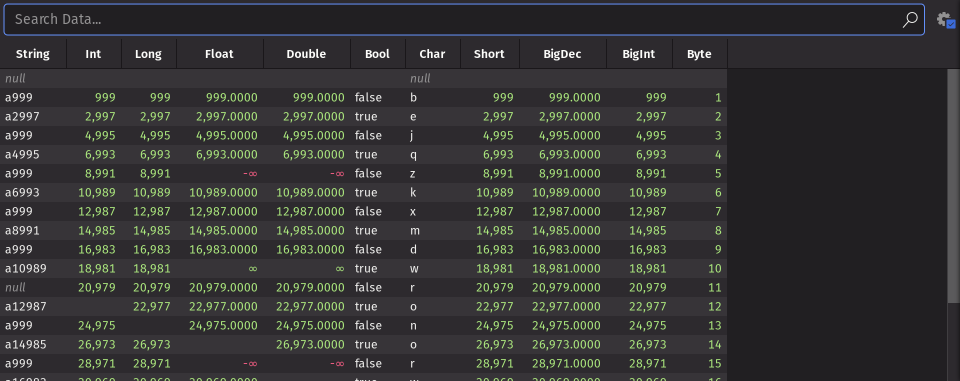 Search Data...
String Int Long Float Double Bool Char Short BigDec BigInt Byte
null null
a999 999 999 999.0000 999.0000 false b 999 999.0000 999 1
a2997 2,997 2,997 2,997.0000 2,997.0000 true e 2,997 2,997.0000 2,997 2
a999 4,995 4,995 4,995.0000 4,995.0000 false j 4,995 4,995.0000 4,995 3
a4995 6,993 6,993 6,993.0000 6,993.0000 true q 6,993 6,993.0000 6,993 4
a999 8,991 8,991 -∞ -∞ false z 8,991 8,991.0000 8,991 5
a6993 10,989 10,989 10,989.0000 10,989.0000 true k 10,989 10,989.0000 10,989 6
a999 12,987 12,987 12,987.0000 12,987.0000 false x 12,987 12,987.0000 12,987 7
a8991 14,985 14,985 14,985.0000 14,985.0000 true m 14,985 14,985.0000 14,985 8
a999 16,983 16,983 16,983.0000 16,983.0000 false d 16,983 16,983.0000 16,983 9
a10989 18,981 18,981 ∞ ∞ true w 18,981 18,981.0000 18,981 10
null 20,979 20,979 20,979.0000 20,979.0000 false r 20,979 20,979.0000 20,979 11
a12987 22,977 22,977.0000 22,977.0000 true o 22,977 22,977.0000 22,977 12
a999 24,975 24,975.0000 24,975.0000 false n 24,975 24,975.0000 24,975 13
a14985 26,973 26,973 26,973.0000 true o 26,973 26,973.0000 26,973 14
a999 28,971 28,971 -∞ -∞ false r 28,971 28,971.0000 28,971 15